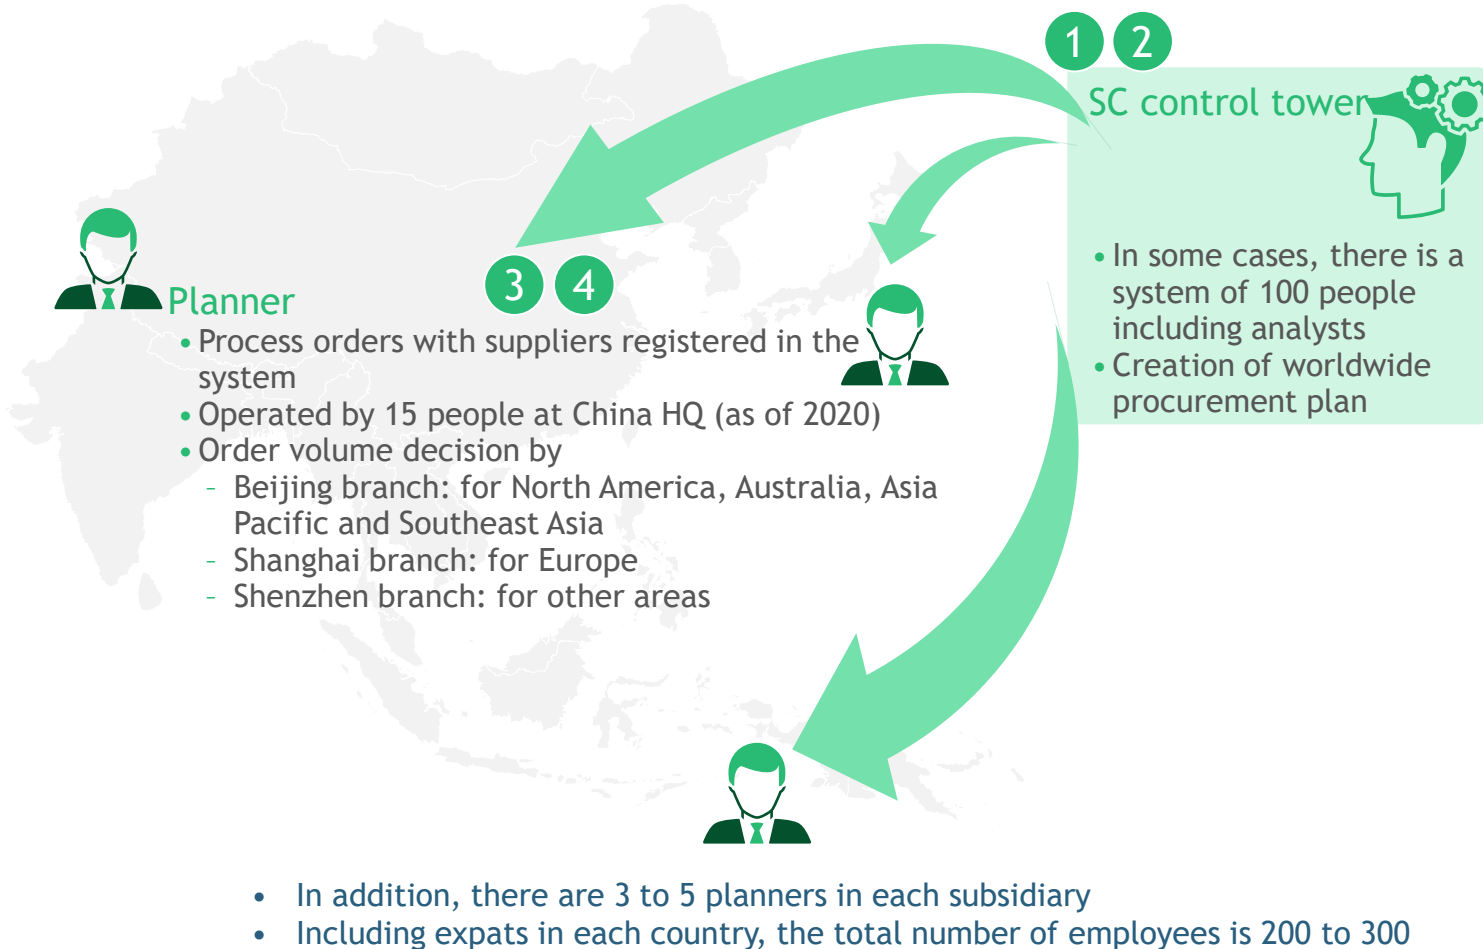 1 2
SC control tower
• In some cases, there is a
system of 100 people
including analysts
• Creation of worldwide
procurement plan
3 4
Planner
• Process orders with suppliers registered in the
system
• Operated by 15 people at China HQ (as of 2020)
• Order volume decision by
– Beijing branch: for North America, Australia, Asia
Pacific and Southeast Asia
– Shanghai branch: for Europe
– Shenzhen branch: for other areas
• In addition, there are 3 to 5 planners in each subsidiary
• Including expats in each country, the total number of employees is 200 to 300